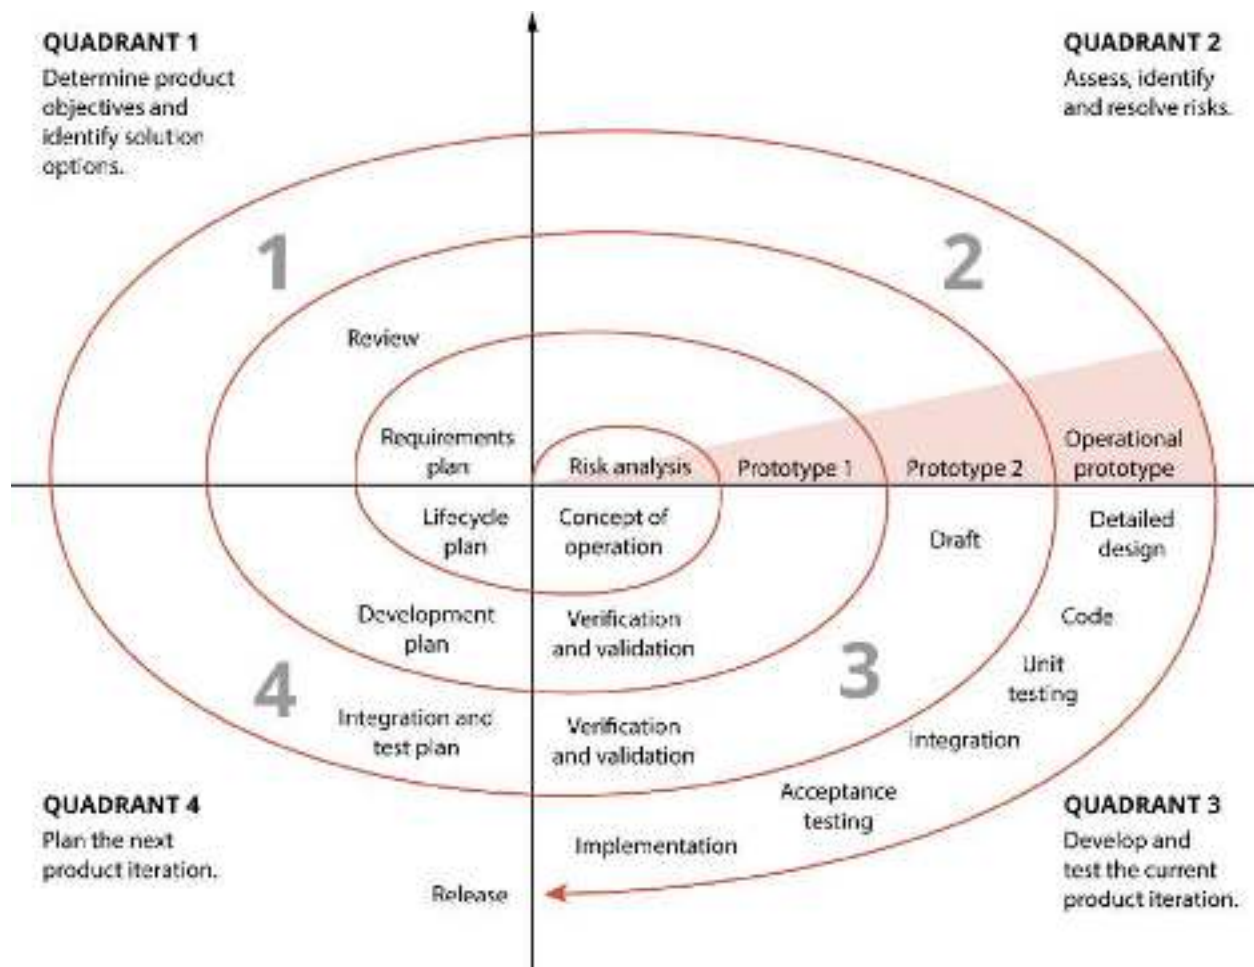 QUADRANT 1
Determine product
objectives and
identify solution
options.
QUADRANT 2
Assess, identify
and resolve risks.
1
2
Review
Requirements
plan
Risk analysis
Prototype 1
Prototype 2
Operational
prototype
Lifecycle
plan
Concept of
operation
Draft
Detailed
design
Development
plan
Verification
and validation
Code
3
Unit
testing
4
Integration and
test plan
Verification
and validation
Integration
Acceptance
testing
Implementation
Release
QUADRANT 4
Plan the next
product iteration.
QUADRANT 3
Develop and
test the current
product iteration.